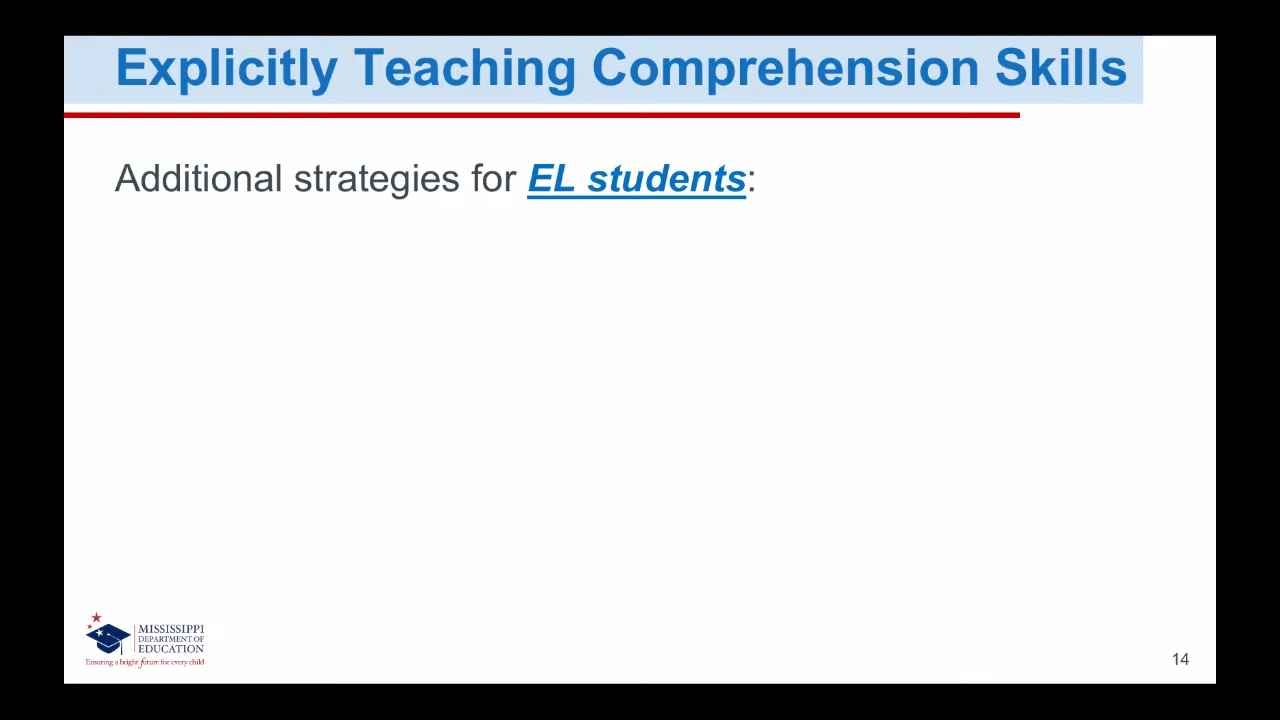 Explicitly Teaching Comprehension Skills
Additional strategies for EL students:
MISSISSIPPI
DEPARTMENT OF
EDUCATION
Ensuring a bright future for every child
14